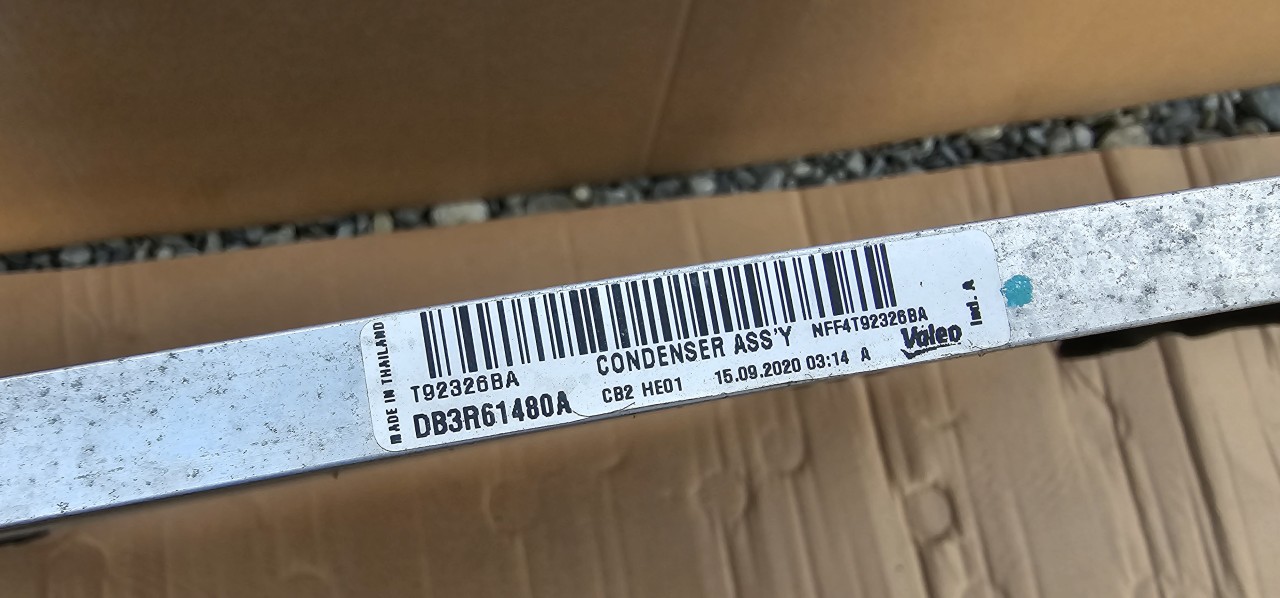 MADE IN THAILAND
T92326BA
CONDENSER ASS'Y
NFF4T92326BA
DB3R61480A
CB2 HE01
15.09.2020 03:14 A
Valeo
Ind. A